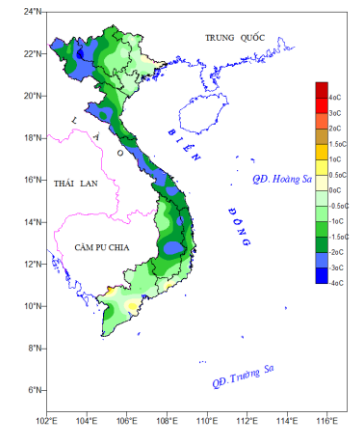 24°N
22°N
20°N
18°N
16°N
14°N
12°N
10°N
8°N
6°N
102°E 104°E 106°E 108°E 110°E 112°E 114°E 116°E
TRUNG QUỐC
LAO
THÁI LAN
CĂM PU CHIA
BIỂN ĐÔNG
QĐ. Hoàng Sa
QĐ. Trường Sa
4oC
3oC
2oC
1.5oC
1oC
0.5oC
0oC
-0.5oC
-1oC
-1.5oC
-2oC
-3oC
-4oC